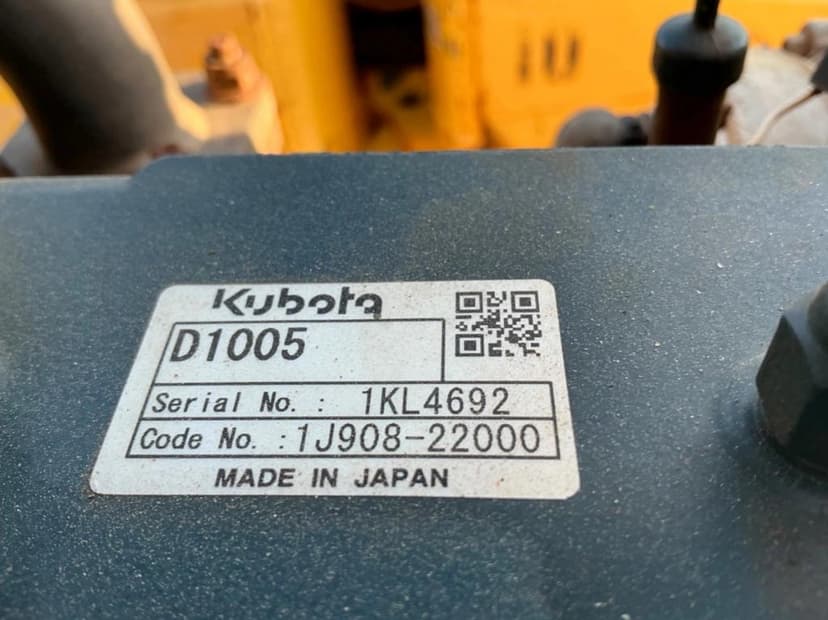 Kubota
D1005
Serial No. : 1KL4692
Code No. :1J908-22000
MADE IN JAPAN